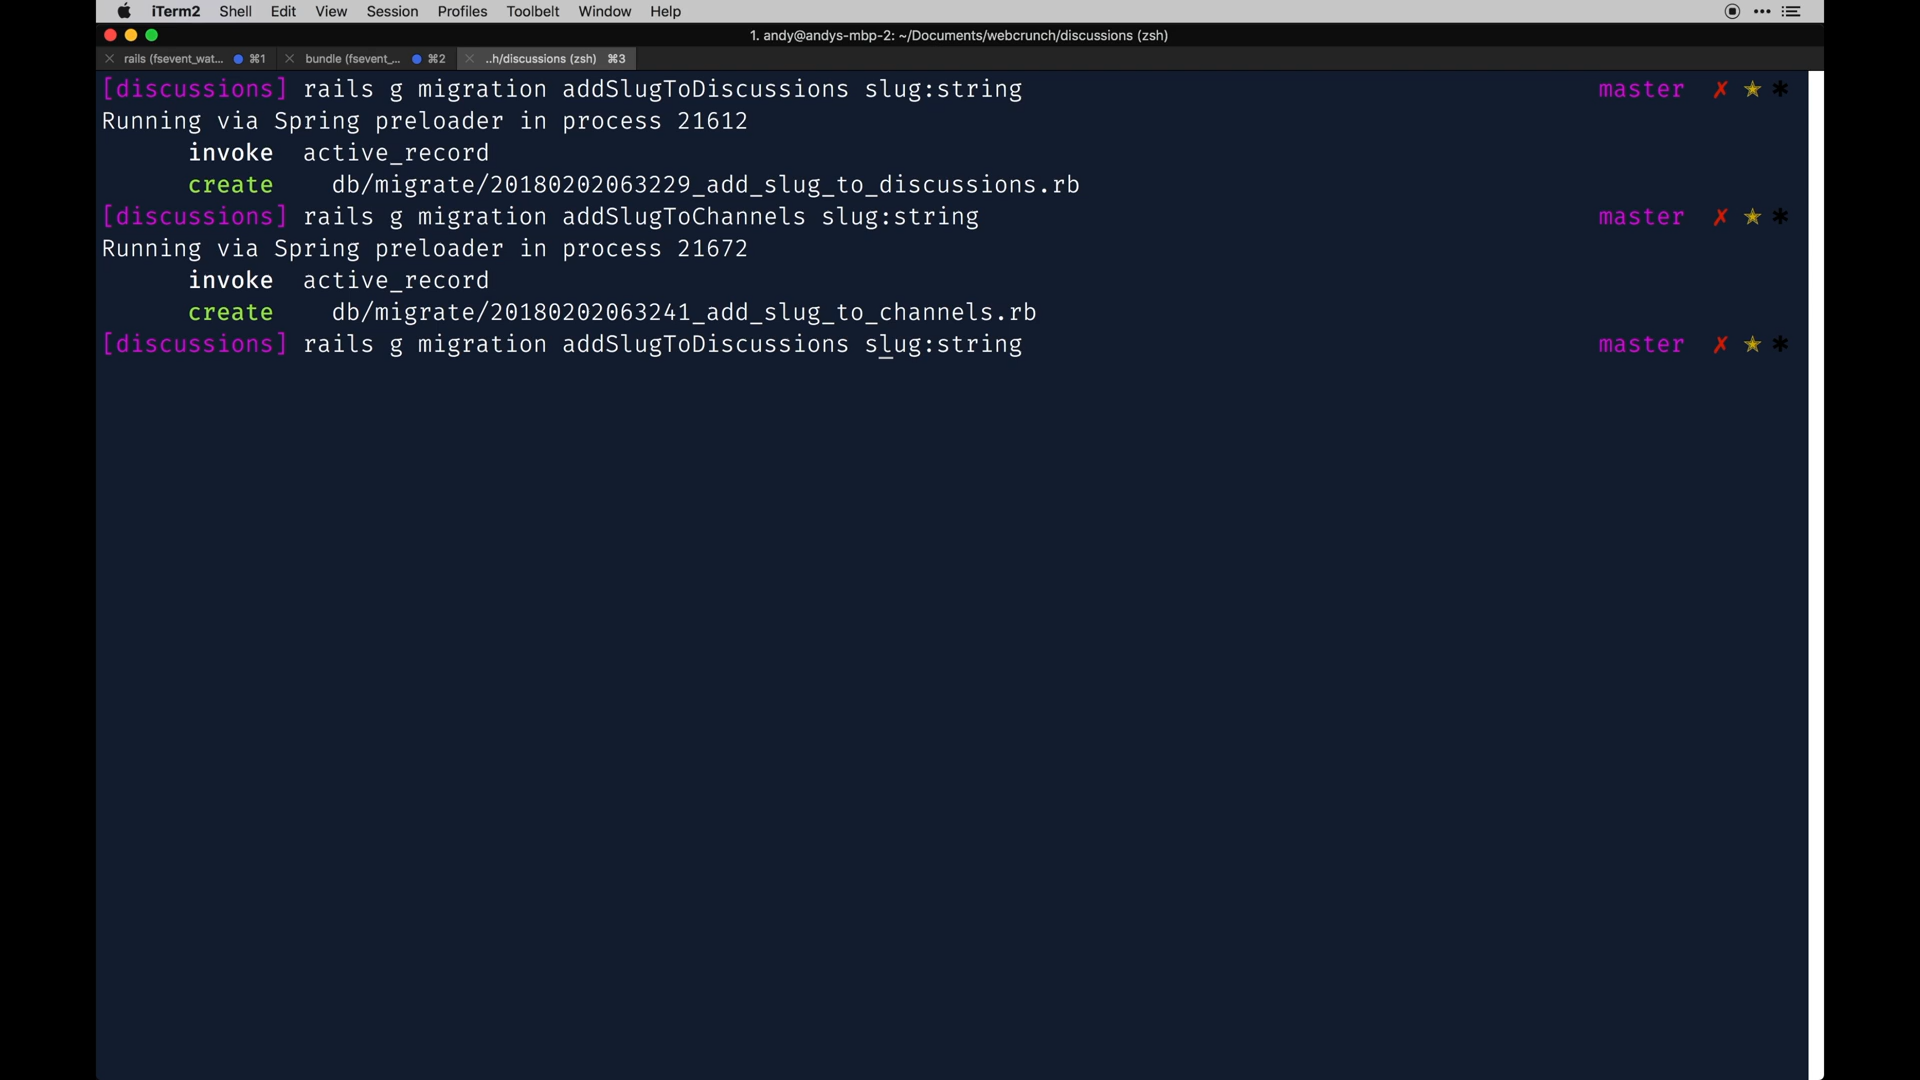 iTerm2 Shell Edit View Session Profiles Toolbelt Window Help
1. andy@andys-mbp-2: ~/Documents/webcrunch/discussions (zsh)
rails (fsevent_wat... ⌘1 bundle (fsevent_... ⌘2 ..h/discussions (zsh) ⌘3
[discussions] rails g migration addSlugToDiscussions slug:string master ✗ ★ *
Running via Spring preloader in process 21612
invoke active_record
create db/migrate/20180202063229_add_slug_to_discussions.rb
[discussions] rails g migration addSlugToChannels slug:string master ✗ ★ *
Running via Spring preloader in process 21672
invoke active_record
create db/migrate/20180202063241_add_slug_to_channels.rb
[discussions] rails g migration addSlugToDiscussions slug:string master ✗ ★ *